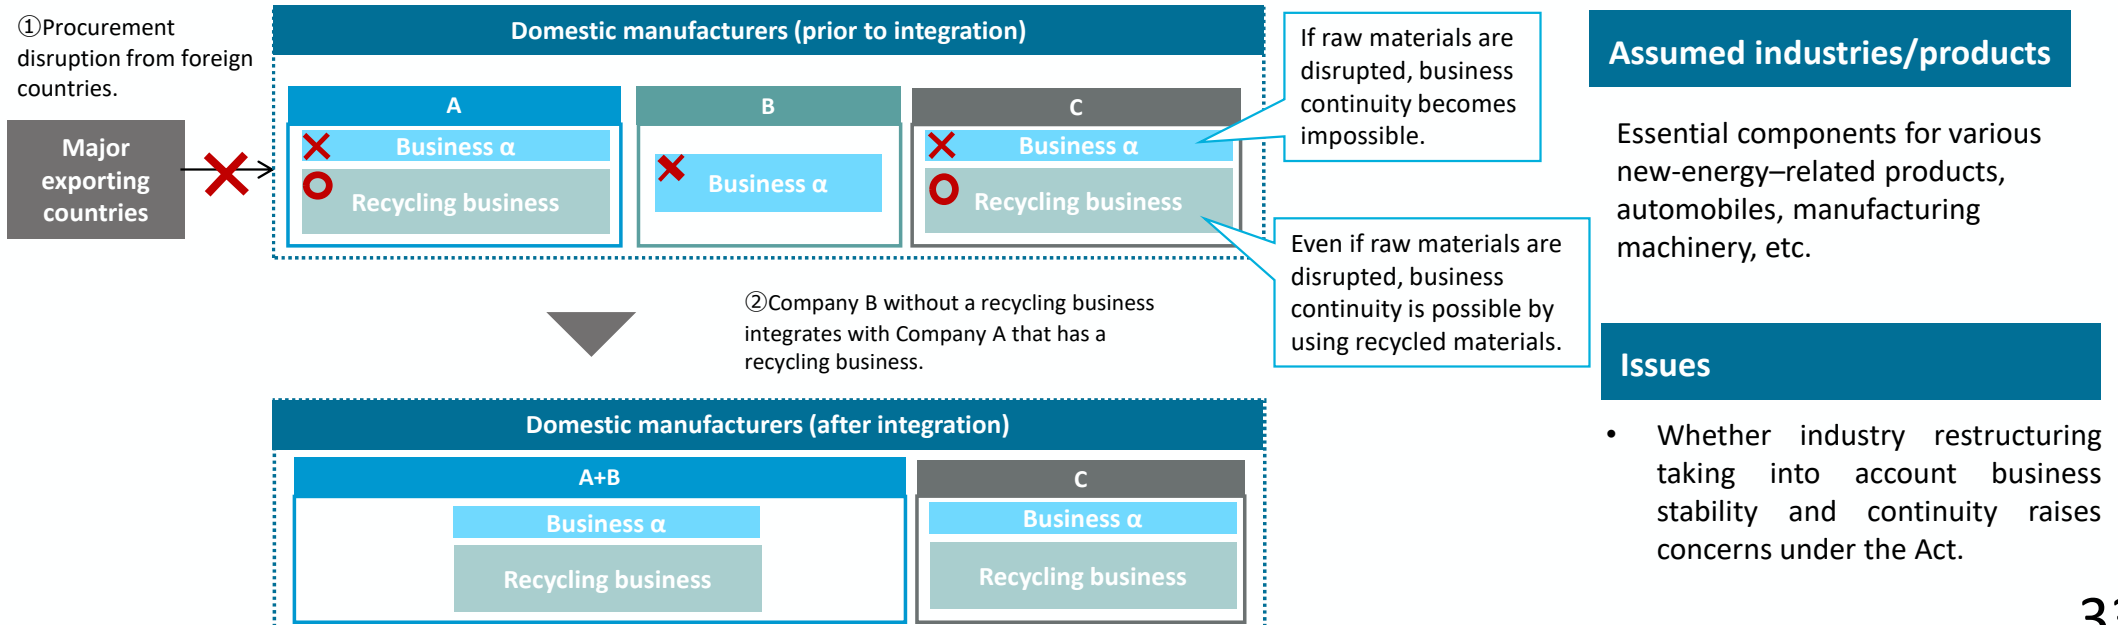 ①Procurement
disruption from foreign
countries.
Major
exporting
countries
Domestic manufacturers (prior to integration)
A
Business α
Recycling business
B
Business α
C
Business α
Recycling business
If raw materials are
disrupted, business
continuity becomes
impossible.
Even if raw materials are
disrupted, business
continuity is possible by
using recycled materials.
②Company B without a recycling business
integrates with Company A that has a
recycling business.
Domestic manufacturers (after integration)
A+B
Business α
Recycling business
C
Business α
Recycling business
Assumed industries/products
Essential components for various
new-energy–related products,
automobiles, manufacturing
machinery, etc.
Issues
• Whether industry restructuring
taking into account business
stability and continuity raises
concerns under the Act.